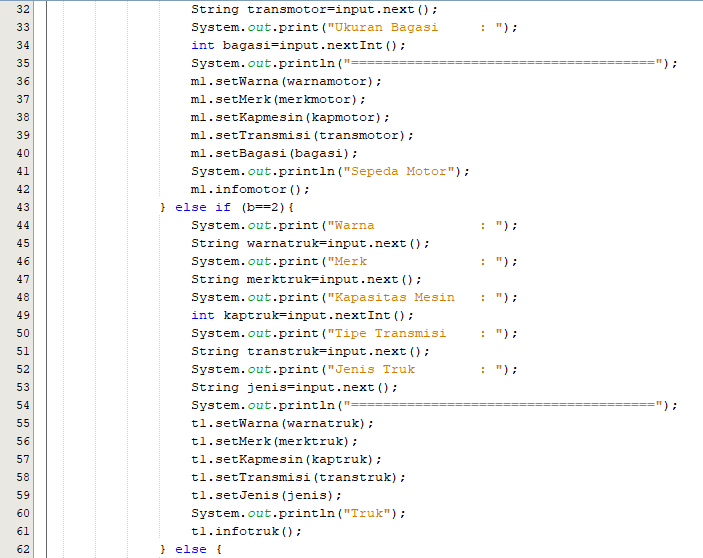 32 String transmotor=input.next();
33 System.out.print("Ukuran Bagasi     : ");
34 int bagasi=input.nextInt();
35 System.out.println("======================================");
36 m1.setWarna(warnamotor);
37 m1.setMerk(merkmotor);
38 m1.setKapmesin(kapmotor);
39 m1.setTransmisi(transmotor);
40 m1.setBagasi(bagasi);
41 System.out.println("Sepeda Motor");
42 m1.infomotor();
43 } else if (b==2){
44 System.out.print("Warna             : ");
45 String warnatruk=input.next();
46 System.out.print("Merk              : ");
47 String merktruk=input.next();
48 System.out.print("Kapasitas Mesin   : ");
49 int kaptruk=input.nextInt();
50 System.out.print("Tipe Transmisi    : ");
51 String transtruk=input.next();
52 System.out.print("Jenis Truk        : ");
53 String jenis=input.next();
54 System.out.println("======================================");
55 t1.setWarna(warnatruk);
56 t1.setMerk(merktruk);
57 t1.setKapmesin(kaptruk);
58 t1.setTransmisi(transtruk);
59 t1.setJenis(jenis);
60 System.out.println("Truk");
61 t1.infotruk();
62 } else {